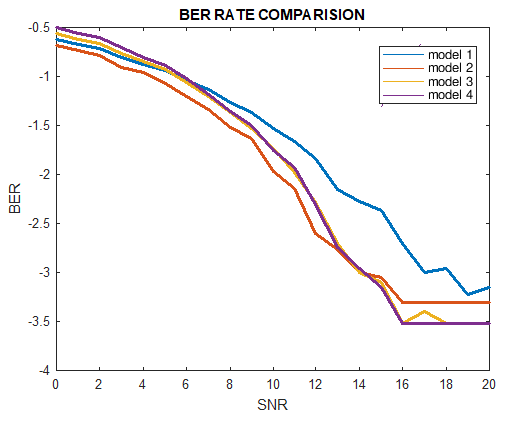 BER RATE COMPARISION
-0.5
-1
-1.5
-2
-2.5
-3
-3.5
-4
BER
model 1
model 2
model 3
model 4
0 2 4 6 8 10 12 14 16 18 20
SNR